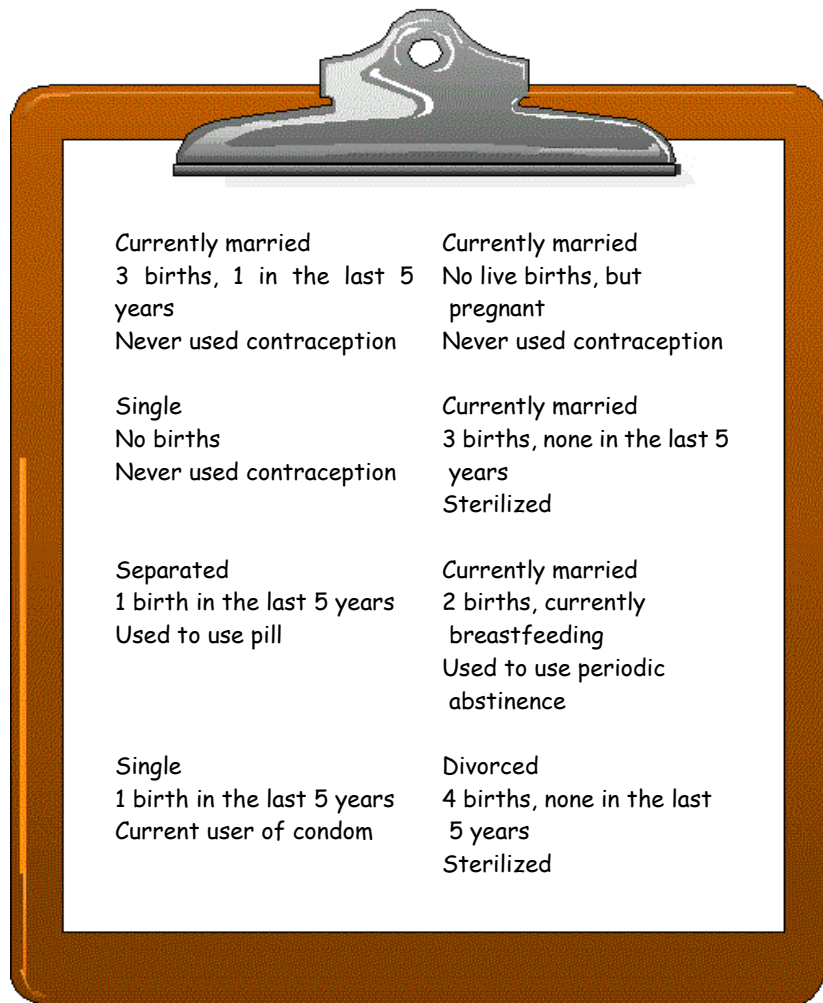 Currently married
3 births, 1 in the last 5
years
Never used contraception
Currently married
No live births, but
pregnant
Never used contraception
Single
No births
Never used contraception
Currently married
3 births, none in the last 5
years
Sterilized
Separated
1 birth in the last 5 years
Used to use pill
Currently married
2 births, currently
breastfeeding
Used to use periodic
abstinence
Single
1 birth in the last 5 years
Current user of condom
Divorced
4 births, none in the last
5 years
Sterilized